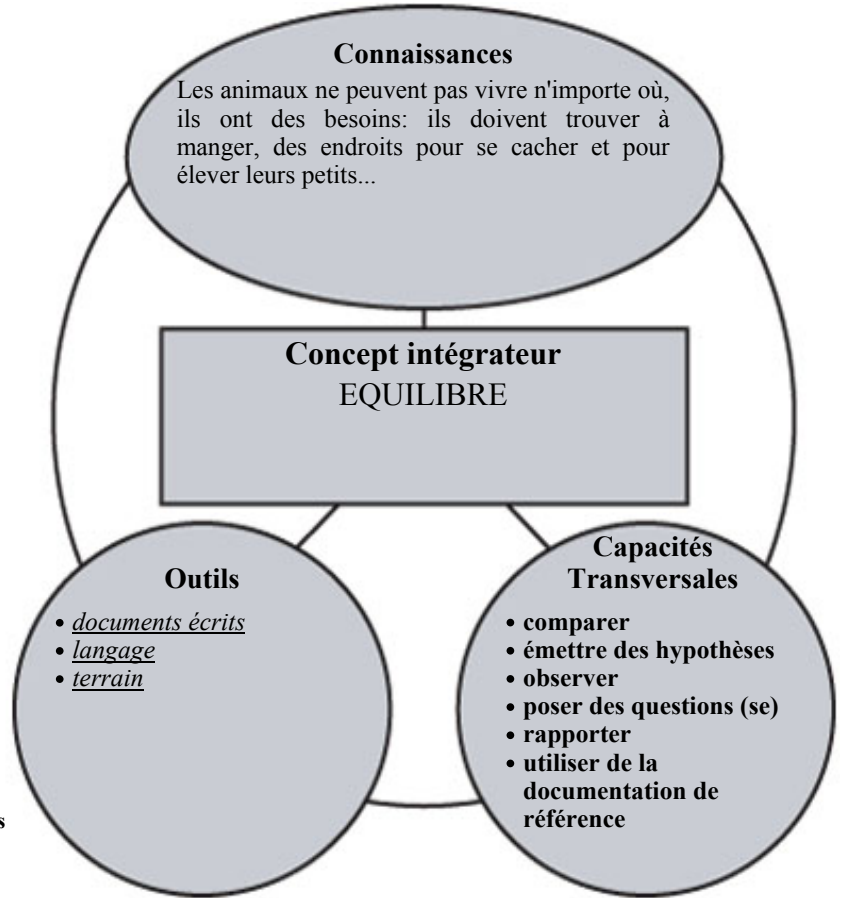 Connaissances
Les animaux ne peuvent pas vivre n'importe où,
ils ont des besoins: ils doivent trouver à
manger, des endroits pour se cacher et pour
élever leurs petits...
Concept intégrateur
EQUILIBRE
Outils
• documents écrits
• langage
• terrain
Capacités
Transversales
• comparer
• émettre des hypothèses
• observer
• poser des questions (se)
• rapporter
• utiliser de la
documentation de
référence
s